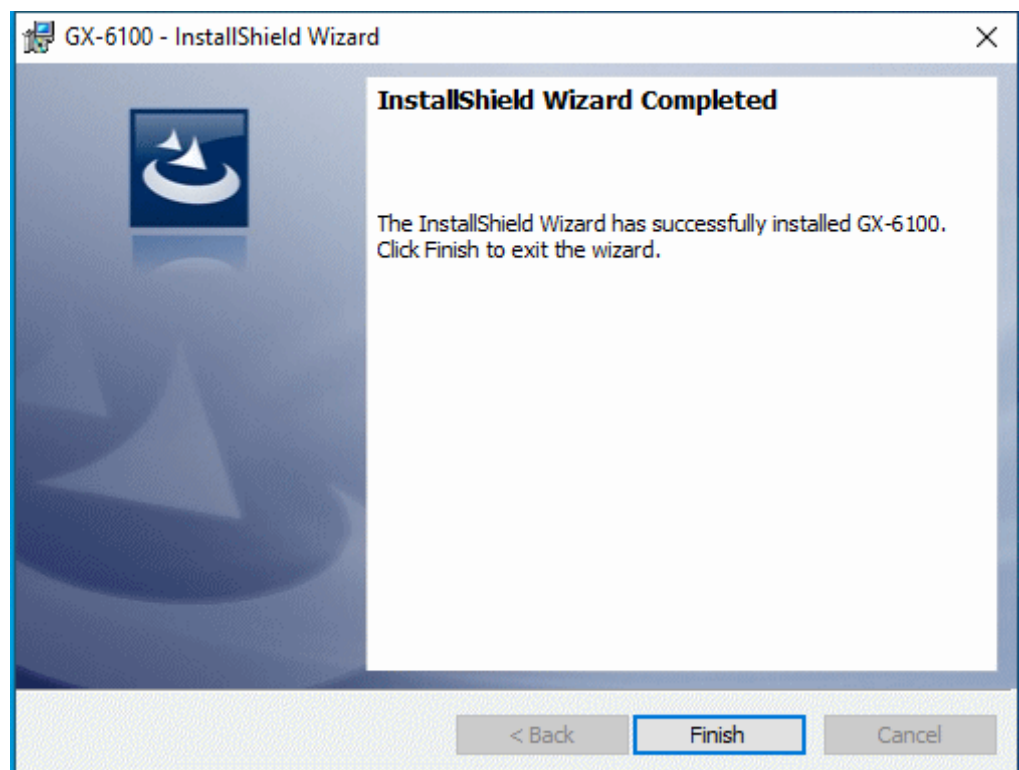 GX-6100 - InstallShield Wizard
InstallShield Wizard Completed
The InstallShield Wizard has successfully installed GX-6100.
Click Finish to exit the wizard.
< Back
Finish
Cancel